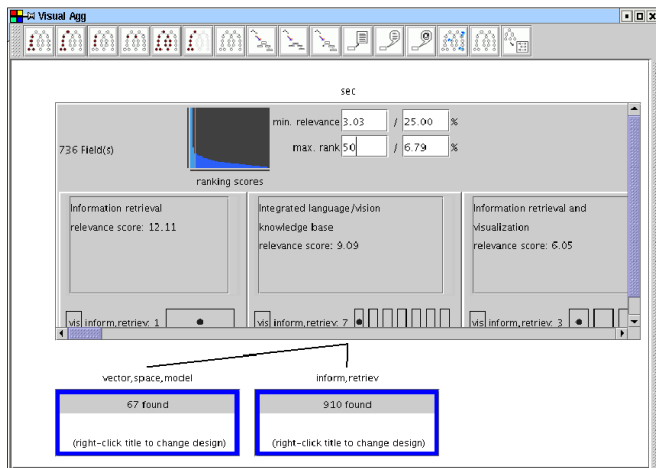 Visual Agg
sec
736 Field(s)
min. relevance 3.03 / 25.00 %
max. rank 50 / 6.79 %
ranking scores
Information retrieval
relevance score: 12.11
Integrated language/vision
knowledge base
relevance score: 9.09
Information retrieval and
visualization
relevance score: 6.05
vis inform,retriev: 1
vis inform,retriev: 7
vis inform,retriev: 3
vector,space,model
inform,retriev
67 found
(right-click title to change design)
910 found
(right-click title to change design)